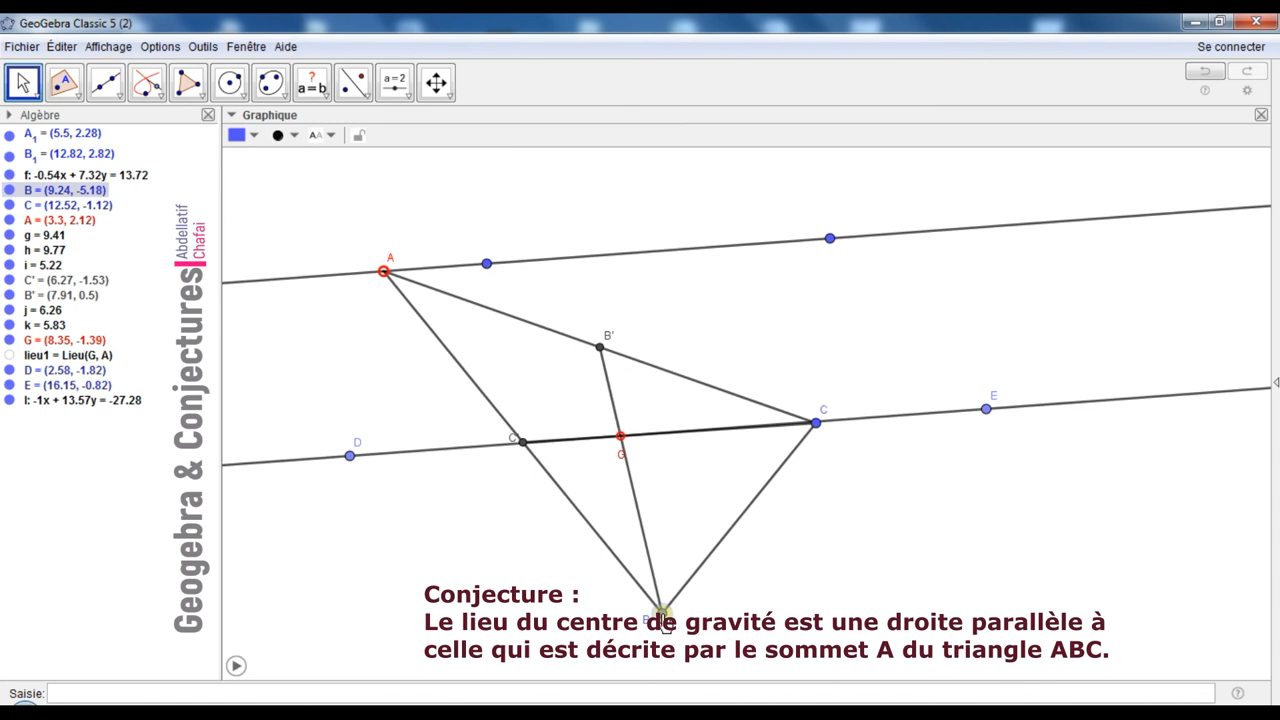 GeoGebra Classic 5 (2)
Fichier Éditer Affichage Options Outils Fenêtre Aide Se connecter
A ? a=b a=2
Algèbre
Graphique
AA
A1 = (5.5, 2.28)
B1 = (12.82, 2.82)
f: -0.54x + 7.32y = 13.72
B = (9.24, -5.18)
C = (12.52, -1.12)
A = (3.3, 2.12)
g = 9.41
h = 9.77
i = 5.22
C' = (6.27, -1.53)
B' = (7.91, 0.5)
j = 6.26
k = 5.83
G = (8.35, -1.39)
lieu1 = Lieu(G, A)
D = (2.58, -1.82)
E = (16.15, -0.82)
l: -1x + 13.57y = -27.28
Geogebra & Conjectures
Abdellatif
Chafai
A
B'
C
E
D
C'
G
B
Conjecture :
Le lieu du centre de gravité est une droite parallèle à
celle qui est décrite par le sommet A du triangle ABC.
Saisie: